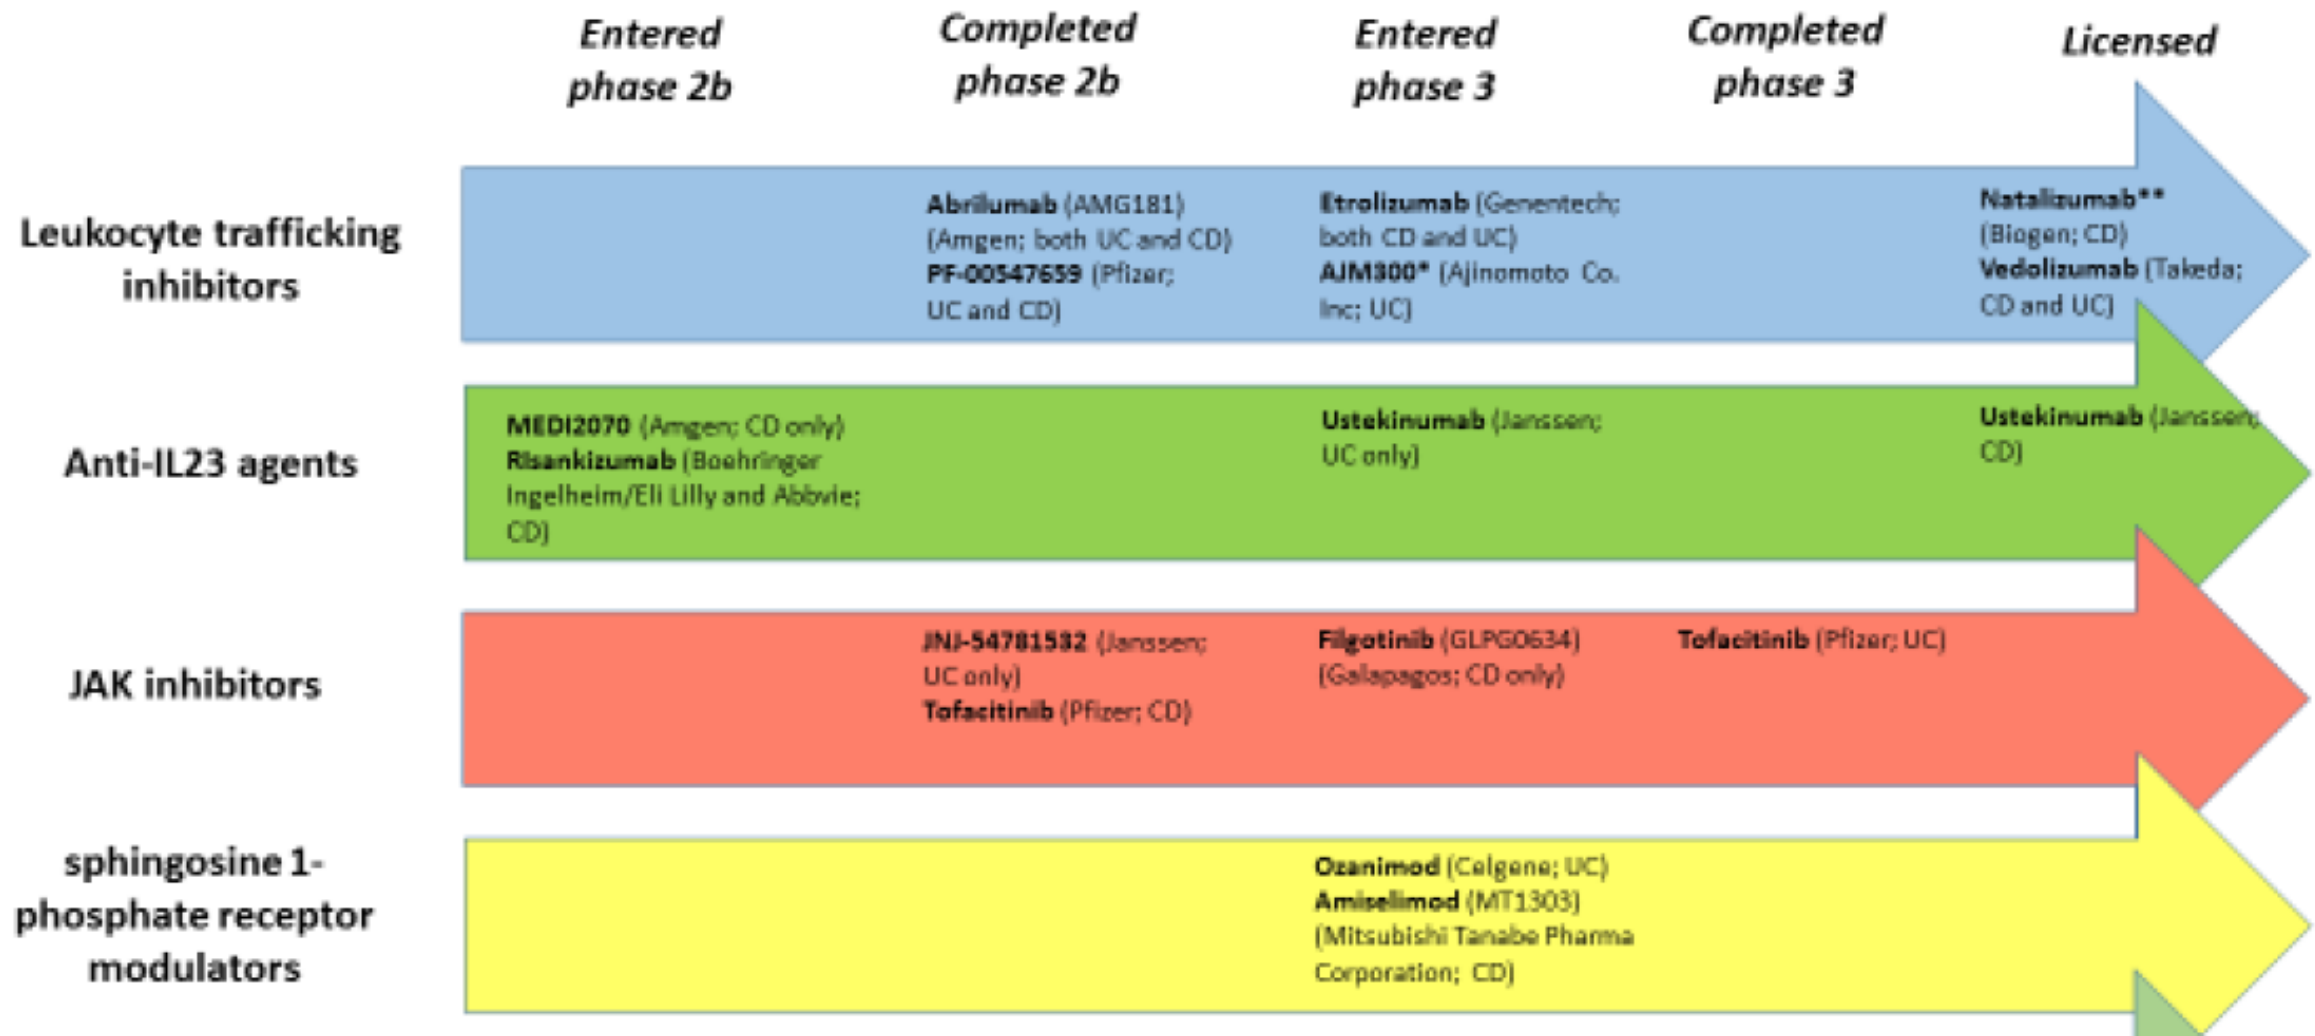 Entered
phase 2b
Completed
phase 2b
Entered
phase 3
Completed
phase 3
Licensed
Leukocyte trafficking
inhibitors
Abrilumab (AMG181)
(Amgen; both UC and CD)
PF-00547659 (Pfizer;
UC and CD)
Etrolizumab (Genentech;
both CD and UC)
AJM300* (Ajinomoto Co.
Inc; UC)
Natalizumab**
(Biogen; CD)
Vedolizumab (Takeda;
CD and UC)
Anti-IL23 agents
MEDI2070 (Amgen; CD only)
Risankizumab (Boehringer
Ingelheim/Eli Lilly and Abbvie;
CD)
Ustekinumab (Janssen;
UC only)
Ustekinumab (Janssen;
CD)
JAK inhibitors
JNJ-54781532 (Janssen;
UC only)
Tofacitinib (Pfizer; CD)
Filgotinib (GLPG0634)
(Galapagos; CD only)
Tofacitinib (Pfizer; UC)
sphingosine 1-
phosphate receptor
modulators
Ozanimod (Celgene; UC)
Amiselimod (MT1303)
(Mitsubishi Tanabe Pharma
Corporation; CD)